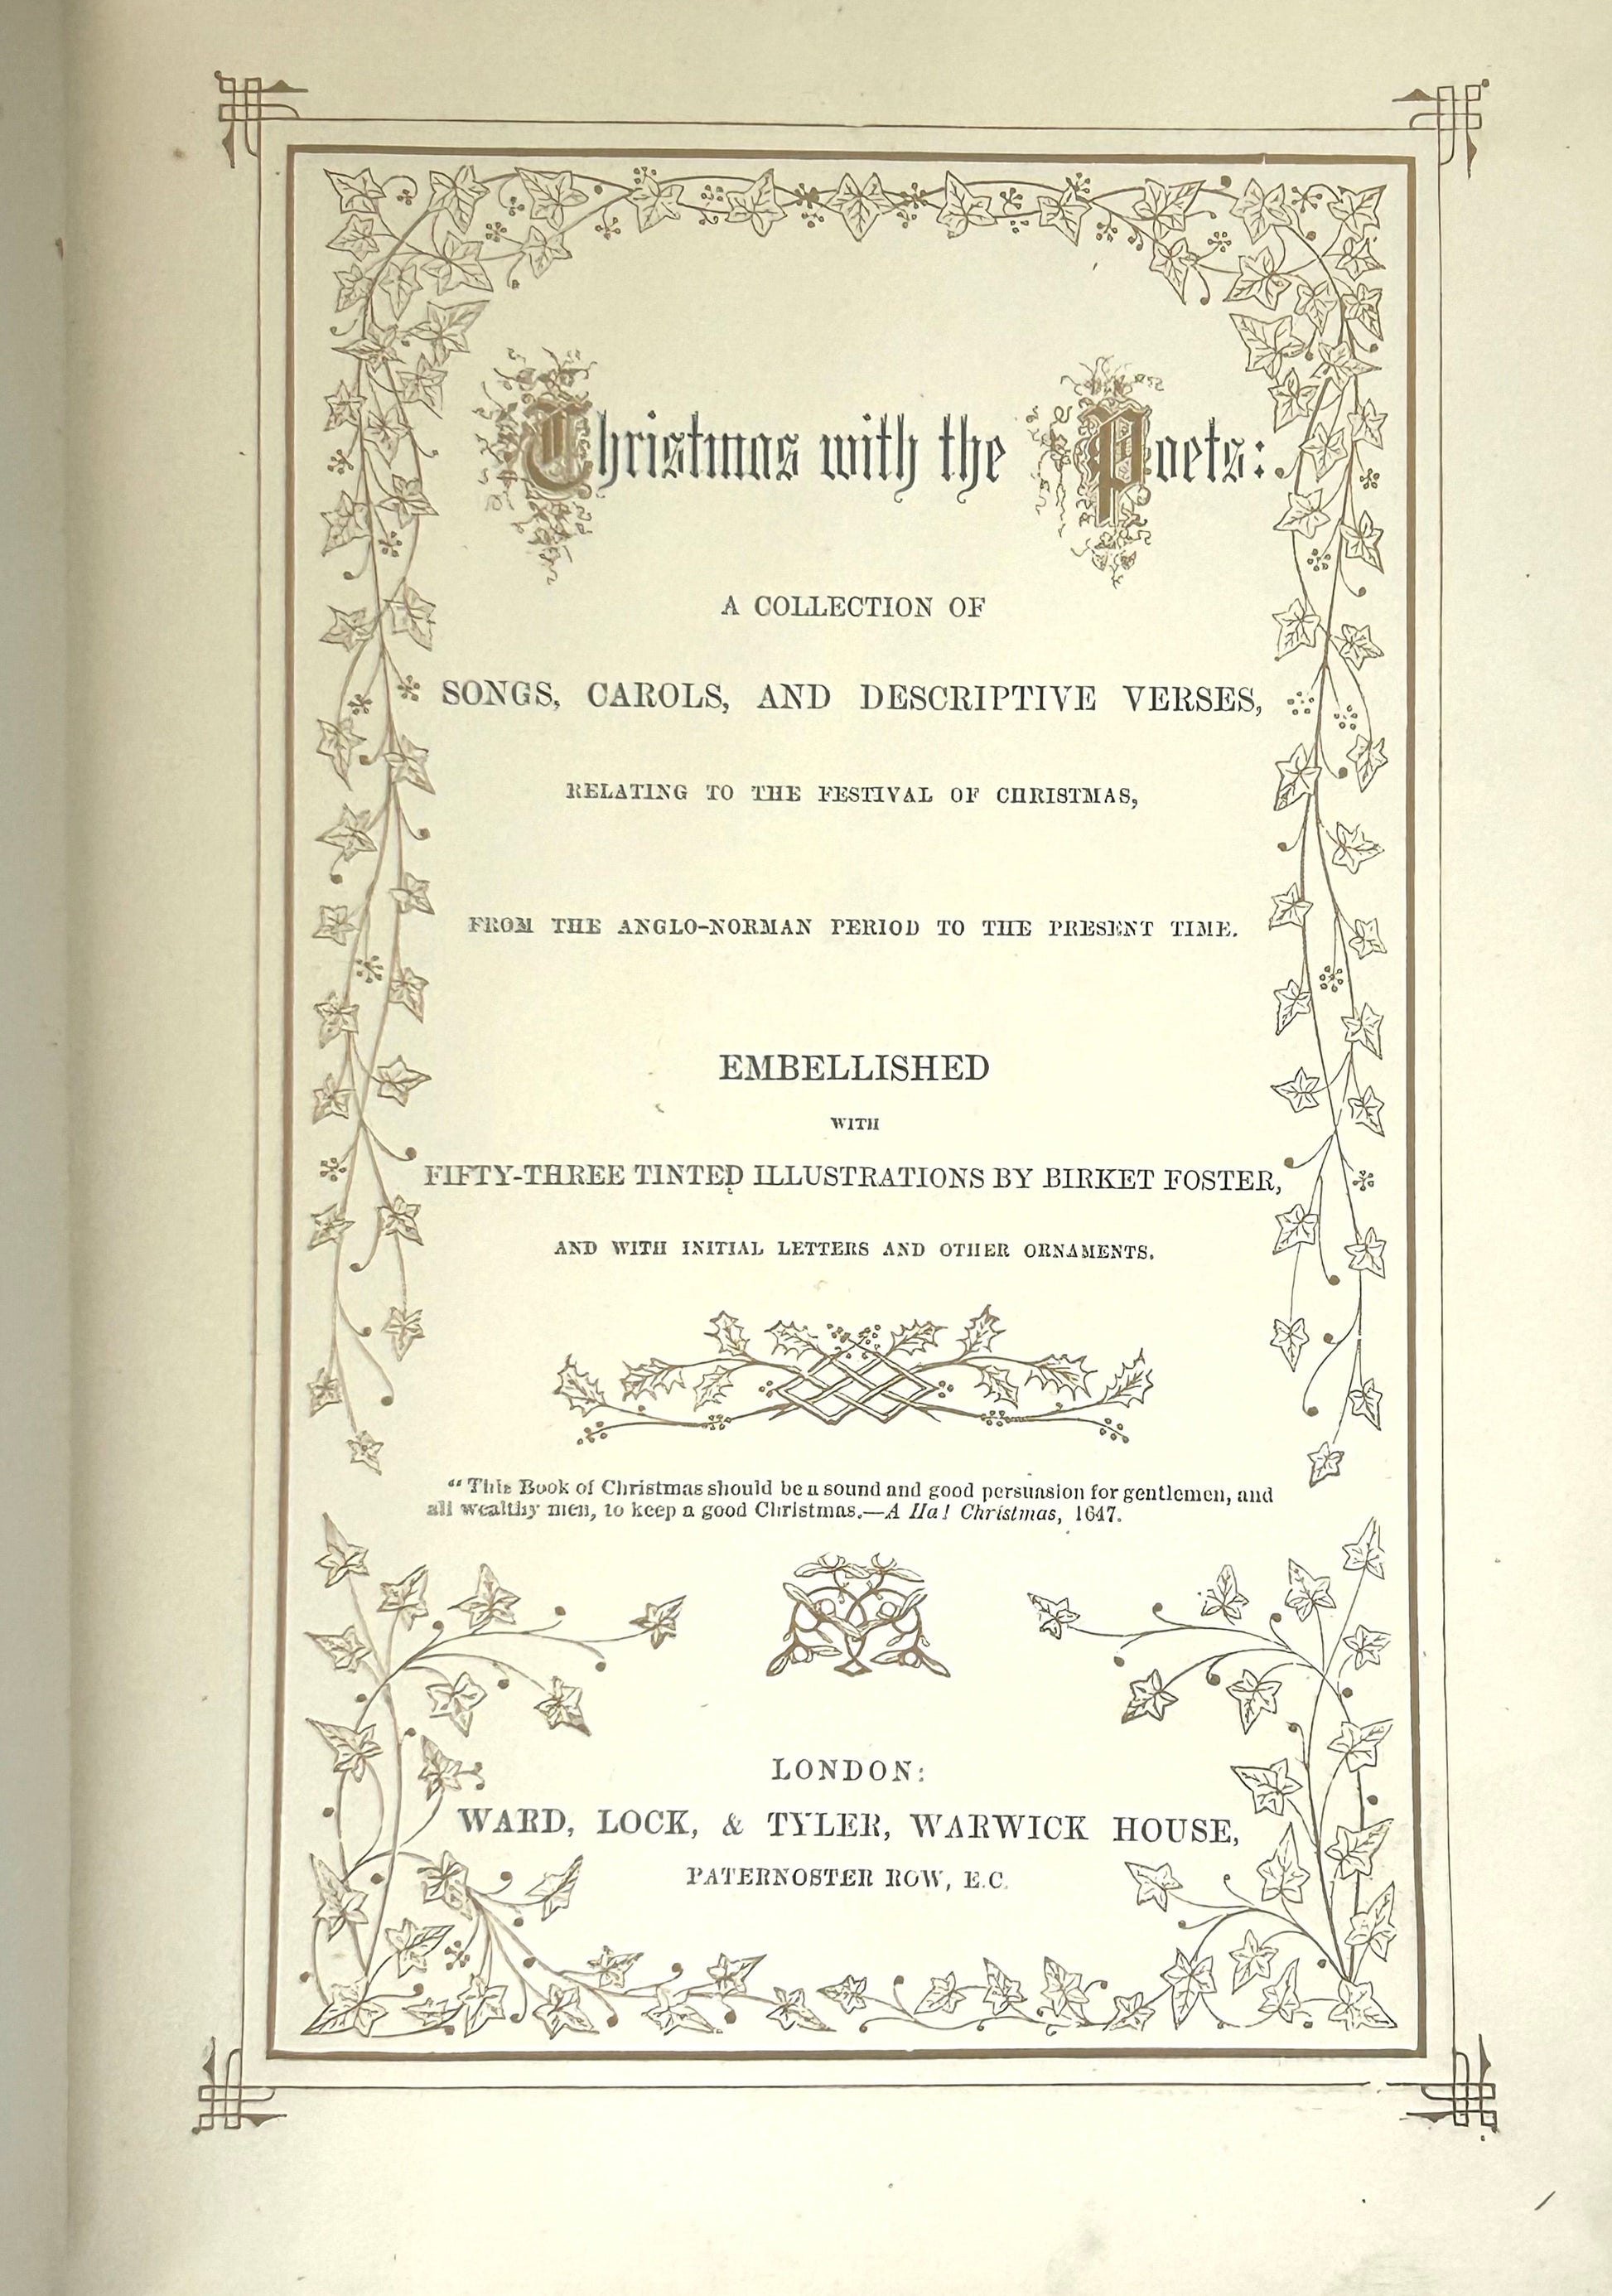 Christmas with the Poets:
A COLLECTION OF
SONGS, CAROLS, AND DESCRIPTIVE VERSES,
RELATING TO THE FESTIVAL OF CHRISTMAS,
FROM THE ANGLO-NORMAN PERIOD TO THE PRESENT TIME.
EMBELLISHED
WITH
FIFTY-THREE TINTED ILLUSTRATIONS BY BIRKET FOSTER,
AND WITH INITIAL LETTERS AND OTHER ORNAMENTS.
“This Book of Christmas should be a sound and good persuasion for gentlemen, and
all wealthy men, to keep a good Christmas.—A Ha! Christmas, 1647.
LONDON:
WARD, LOCK, & TYLER, WARWICK HOUSE,
PATERNOSTER ROW, E.C.